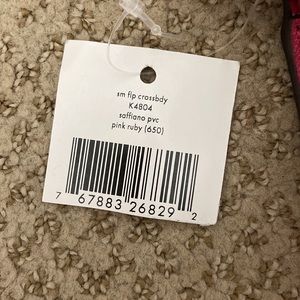 sm flp crossbdy
K4804
saffiano pvc
pink ruby (650)
7 67883 26829 2